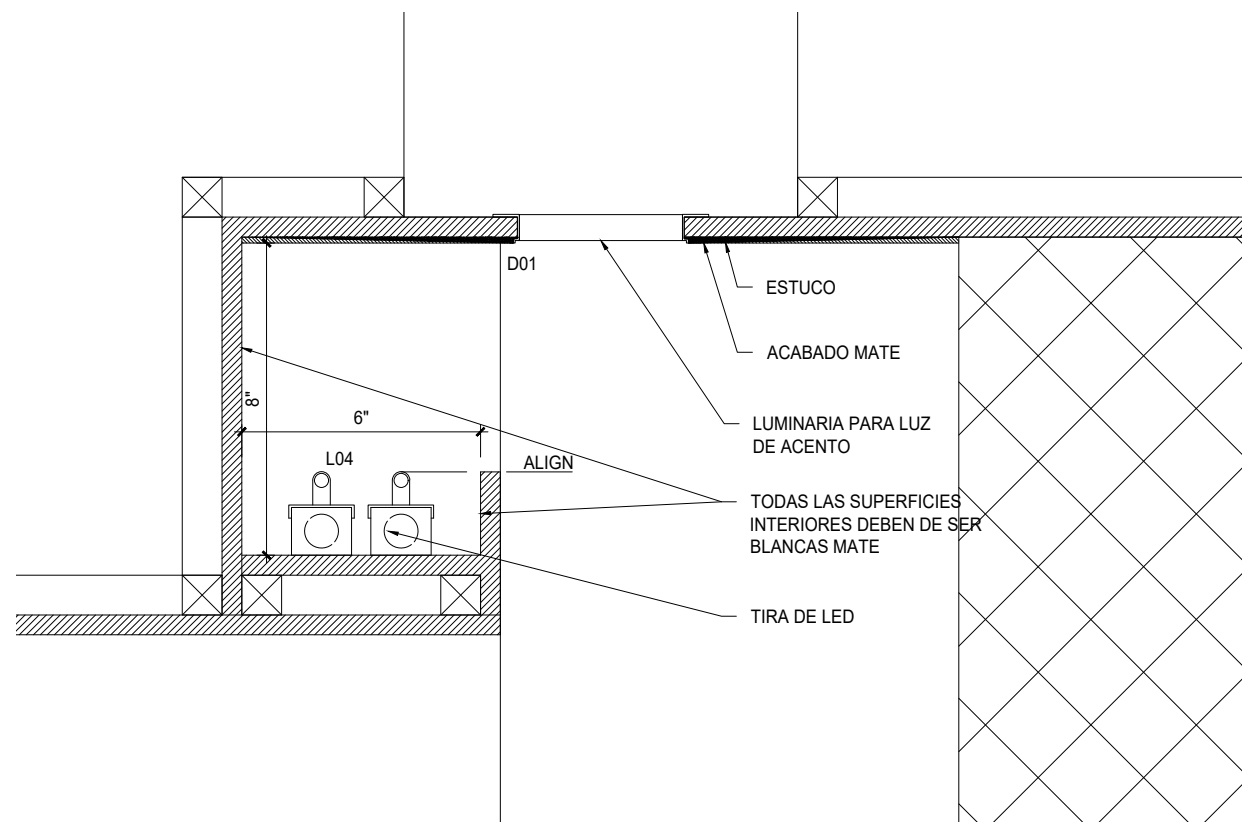 D01
ESTUCO
ACABADO MATE
8"
6"
LUMINARIA PARA LUZ
DE ACENTO
L04
ALIGN
TODAS LAS SUPERFICIES
INTERIORES DEBEN DE SER
BLANCAS MATE
TIRA DE LED